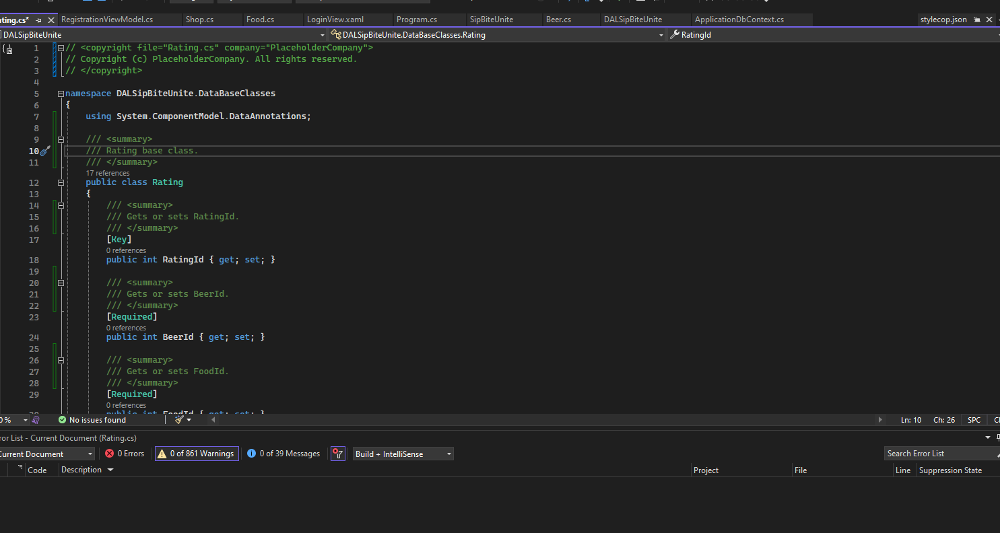 ating.cs*
RegistrationViewModel.cs
Shop.cs
Food.cs
LoginView.xaml
Program.cs
SipBiteUnite
Beer.cs
DALSipBiteUnite
ApplicationDbContext.cs
stylecop.json
DALSipBiteUnite
DALSipBiteUnite.DataBaseClasses.Rating
RatingId
1 // <copyright file="Rating.cs" company="PlaceholderCompany">
2 // Copyright (c) PlaceholderCompany. All rights reserved.
3 // </copyright>
4
5 namespace DALSipBiteUnite.DataBaseClasses
6 {
7 using System.ComponentModel.DataAnnotations;
8
9 /// <summary>
10 /// Rating base class.
11 /// </summary>
17 references
12 public class Rating
13 {
14 /// <summary>
15 /// Gets or sets RatingId.
16 /// </summary>
17 [Key]
0 references
18 public int RatingId { get; set; }
19
20 /// <summary>
21 /// Gets or sets BeerId.
22 /// </summary>
23 [Required]
0 references
24 public int BeerId { get; set; }
25
26 /// <summary>
27 /// Gets or sets FoodId.
28 /// </summary>
29 [Required]
0 references
public int FoodId { get; set; }
0 %
No issues found
Ln: 10 Ch: 26 SPC
ror List - Current Document (Rating.cs)
Current Document
0 Errors
0 of 861 Warnings
0 of 39 Messages
Build + IntelliSense
Search Error List
Code
Description
Project
File
Line
Suppression State